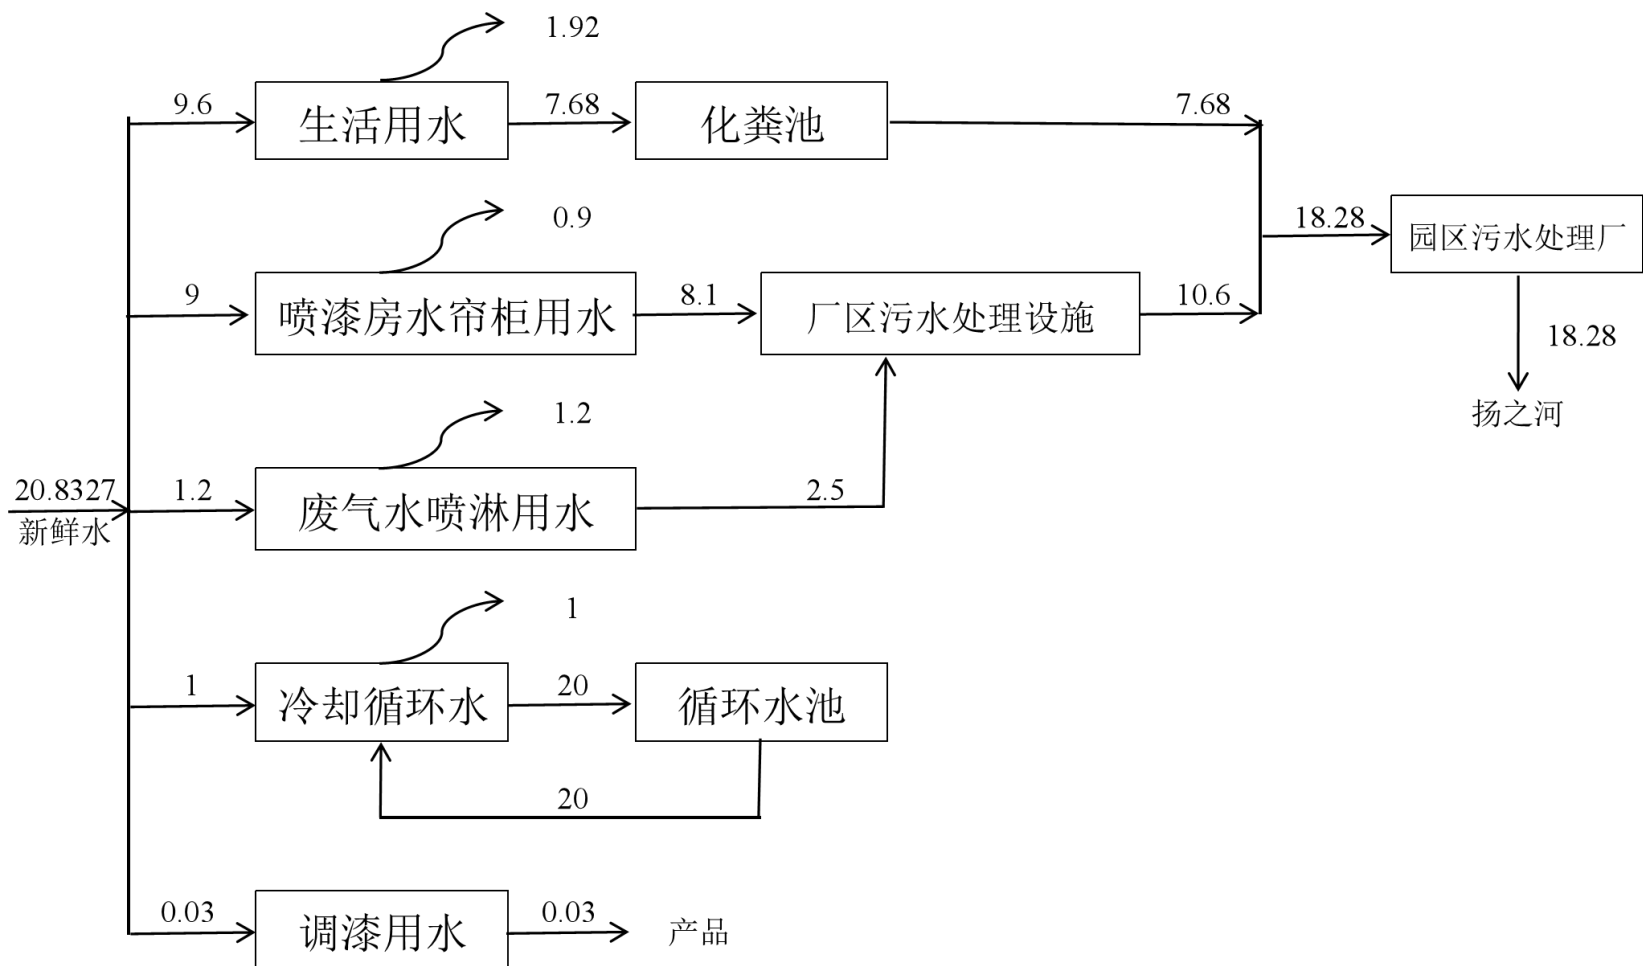 1.92
9.6
生活用水
7.68
化粪池
7.68
0.9
9
喷漆房水帘柜用水
8.1
厂区污水处理设施
10.6
18.28
园区污水处理厂
18.28
扬之河
1.2
20.8327
新鲜水
1.2
废气水喷淋用水
2.5
1
1
冷却循环水
20
循环水池
20
0.03
调漆用水
0.03
产品